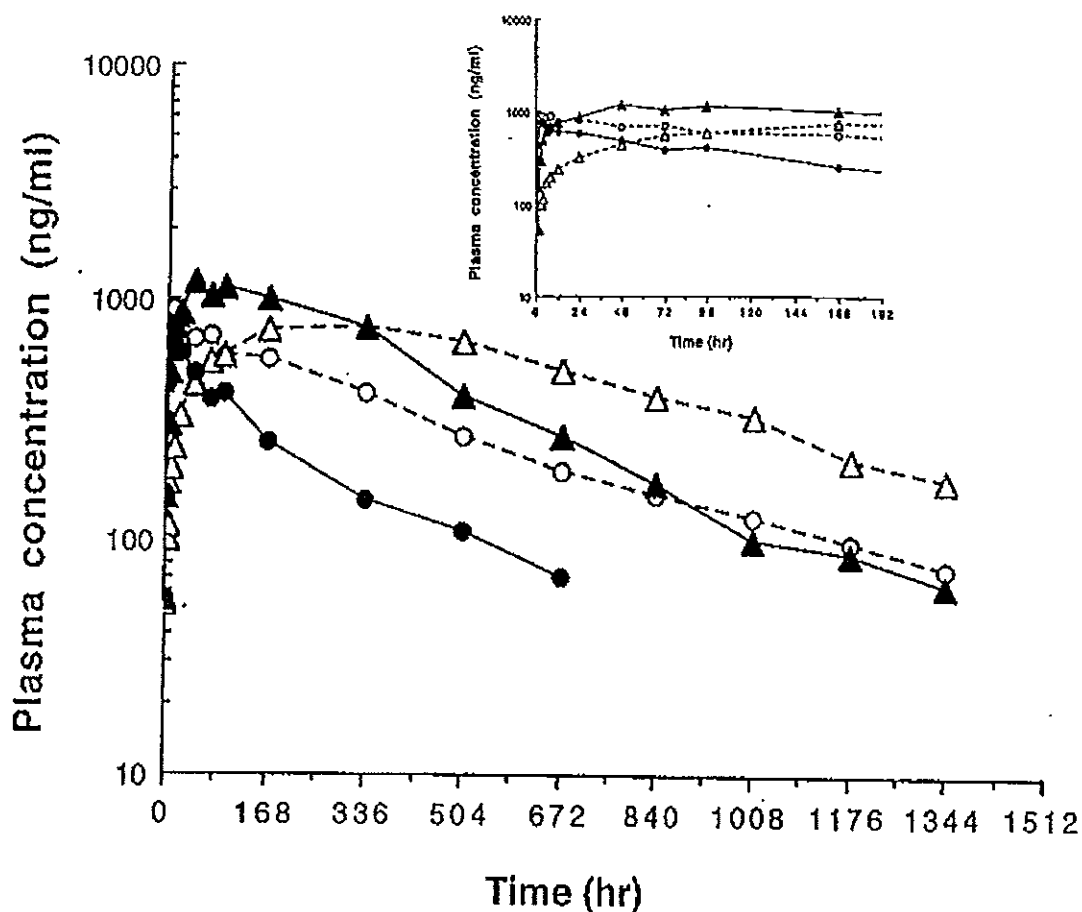 Plasma concentration (ng/ml)
10000
1000
100
10
0 168 336 504 672 840 1008 1176 1344 1512
Time (hr)
Plasma concentration (ng/ml)
10000
1000
100
10
0 24 48 72 96 120 144 168 192
Time (hr)